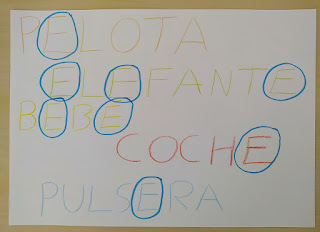 PELOTA
ELEFANTE
BEBE
COCHE
PULSERA